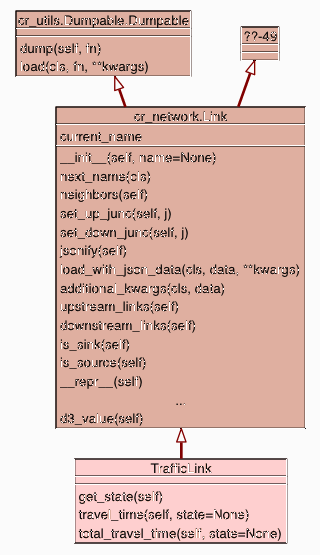 cr_utils.Dumpable.Dumpable
dump(self, fn)
load(cls, fn, **kwargs)
??-49
cr_network.Link
current_name
__init__(self, name=None)
next_name(cls)
neighbors(self)
set_up_junc(self, j)
set_down_junc(self, j)
jsonify(self)
load_with_json_data(cls, data, **kwargs)
additional_kwargs(cls, data)
upstream_links(self)
downstream_links(self)
is_sink(self)
is_source(self)
__repr__(self)
...
d3_value(self)
TrafficLink
get_state(self)
travel_time(self, state=None)
total_travel_time(self, state=None)